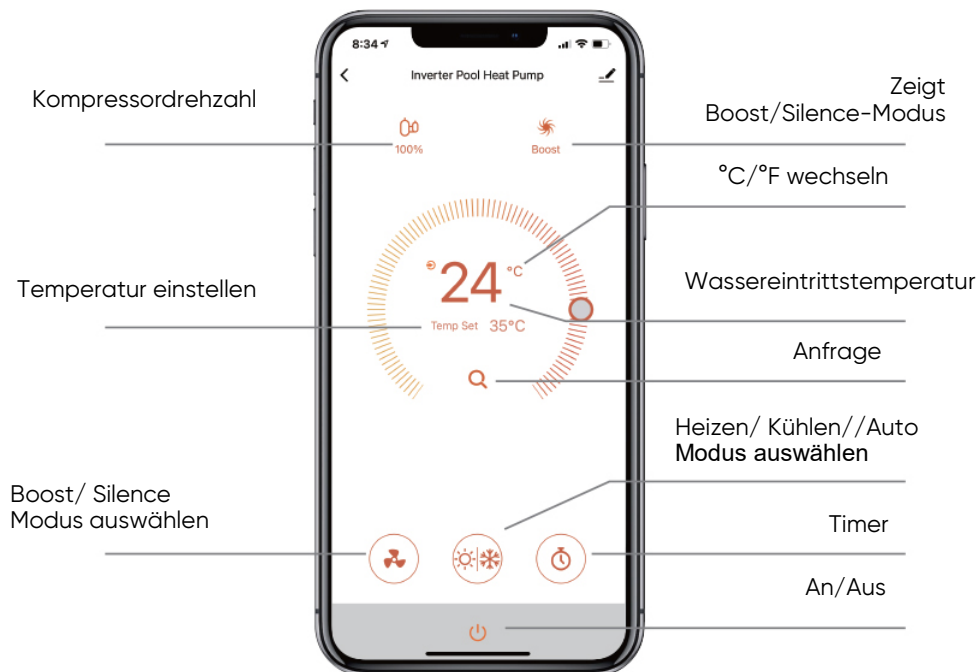 8:34
Inverter Pool Heat Pump
Kompressordrehzahl
Zeigt
Boost/Silence-Modus
100%
Boost
°C/°F wechseln
24 °C
Wassereintrittstemperatur
Temperatur einstellen
Temp Set 35°C
Anfrage
Heizen/ Kühlen//Auto
Modus auswählen
Boost/ Silence
Modus auswählen
Timer
An/Aus